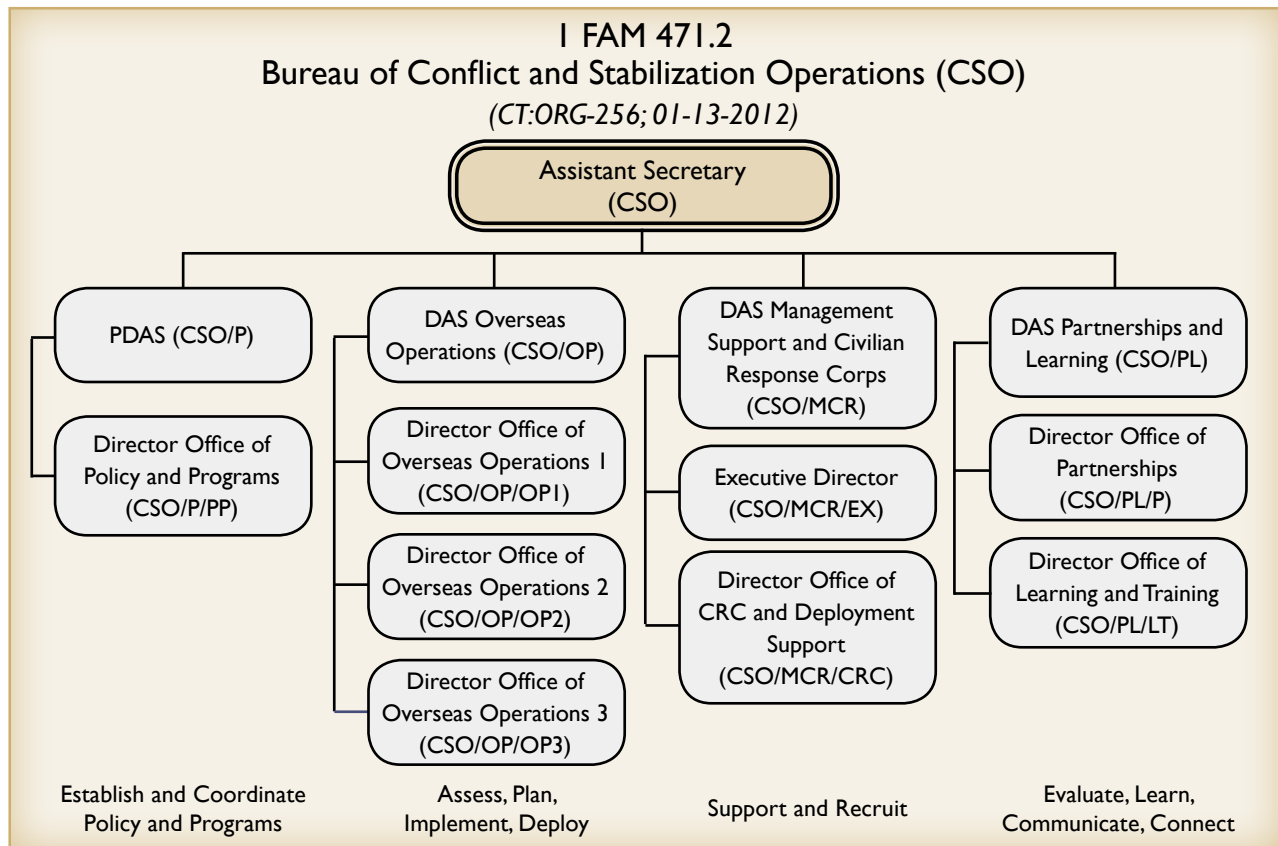 1 FAM 471.2
Bureau of Conflict and Stabilization Operations (CSO)
(CT:ORG-256; 01-13-2012)
Assistant Secretary
(CSO)
PDAS (CSO/P)
Director Office of
Policy and Programs
(CSO/P/PP)
Establish and Coordinate
Policy and Programs
DAS Overseas
Operations (CSO/OP)
Director Office of
Overseas Operations 1
(CSO/OP/OP1)
Director Office of
Overseas Operations 2
(CSO/OP/OP2)
Director Office of
Overseas Operations 3
(CSO/OP/OP3)
Assess, Plan,
Implement, Deploy
DAS Management
Support and Civilian
Response Corps
(CSO/MCR)
Executive Director
(CSO/MCR/EX)
Director Office of
CRC and Deployment
Support
(CSO/MCR/CRC)
Support and Recruit
DAS Partnerships and
Learning (CSO/PL)
Director Office of
Partnerships
(CSO/PL/P)
Director Office of
Learning and Training
(CSO/PL/LT)
Evaluate, Learn,
Communicate, Connect